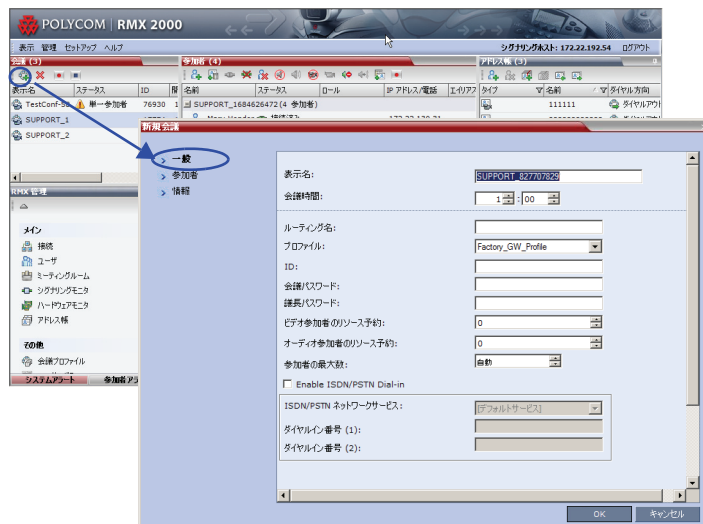 POLYCOM | RMX 2000
表示 管理 セットアップ ヘルプ
シグナリングホスト: 172.22.192.54 ログアウト
会議 (3)
参加者 (4)
アドレス帳 (3)
表示名 ステータス ID
名前 ステータス ロール IP アドレス/電話 エイリアス
タイプ 名前 ダイヤル方向
TestConf-Su 単一参加者 76930 1
SUPPORT_1684626472(4 参加者)
111111 ダイヤルアウト
SUPPORT_1
SUPPORT_2
RMX 管理
メイン
接続
ユーザ
ミーティングルーム
シグナリングモニタ
ハードウェアモニタ
アドレス帳
その他
会議プロファイル
システムアラート
新規会議
一般
参加者
情報
表示名: SUPPORT_827707829
会議時間: 1 : 00
ルーティング名:
プロファイル: Factory_GW_Profile
ID:
会議パスワード:
議長パスワード:
ビデオ参加者のリソース予約: 0
オーディオ参加者のリソース予約: 0
参加者の最大数: 自動
Enable ISDN/PSTN Dial-in
ISDN/PSTN ネットワークサービス: [デフォルトサービス]
ダイヤルイン番号 (1):
ダイヤルイン番号 (2):
OK キャンセル